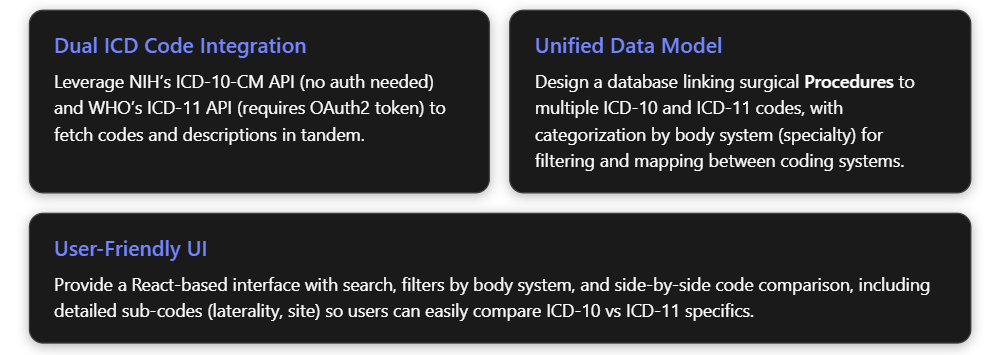 Dual ICD Code Integration
Leverage NIH’s ICD-10-CM API (no auth needed)
and WHO’s ICD-11 API (requires OAuth2 token) to
fetch codes and descriptions in tandem.
Unified Data Model
Design a database linking surgical Procedures to
multiple ICD-10 and ICD-11 codes, with
categorization by body system (specialty) for
filtering and mapping between coding systems.
User-Friendly UI
Provide a React-based interface with search, filters by body system, and side-by-side code comparison, including
detailed sub-codes (laterality, site) so users can easily compare ICD-10 vs ICD-11 specifics.